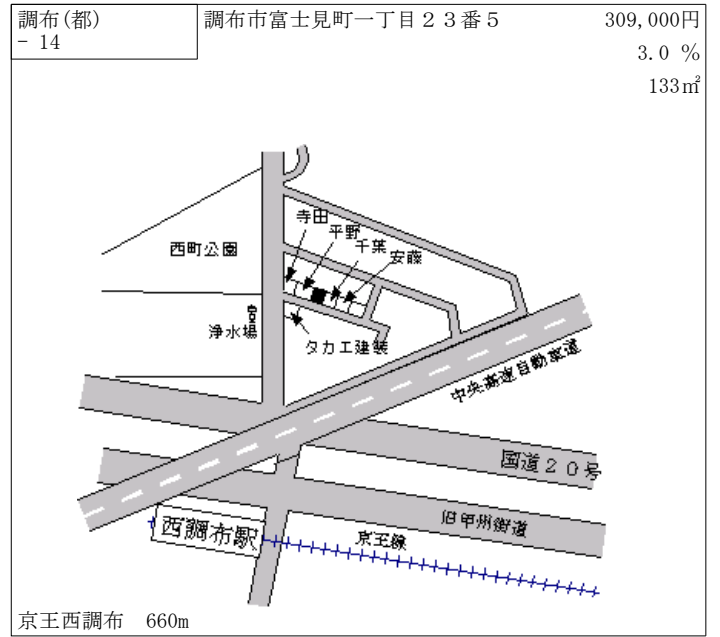 調布(都)
- 14
調布市富士見町一丁目２３番５
309,000円
3.0 %
133㎡
寺田
平野
千葉
安藤
西町公園
浄水場
タカエ建装
中央高速自動車道
国道２０号
旧甲州街道
西調布駅
京王線
京王西調布 660m